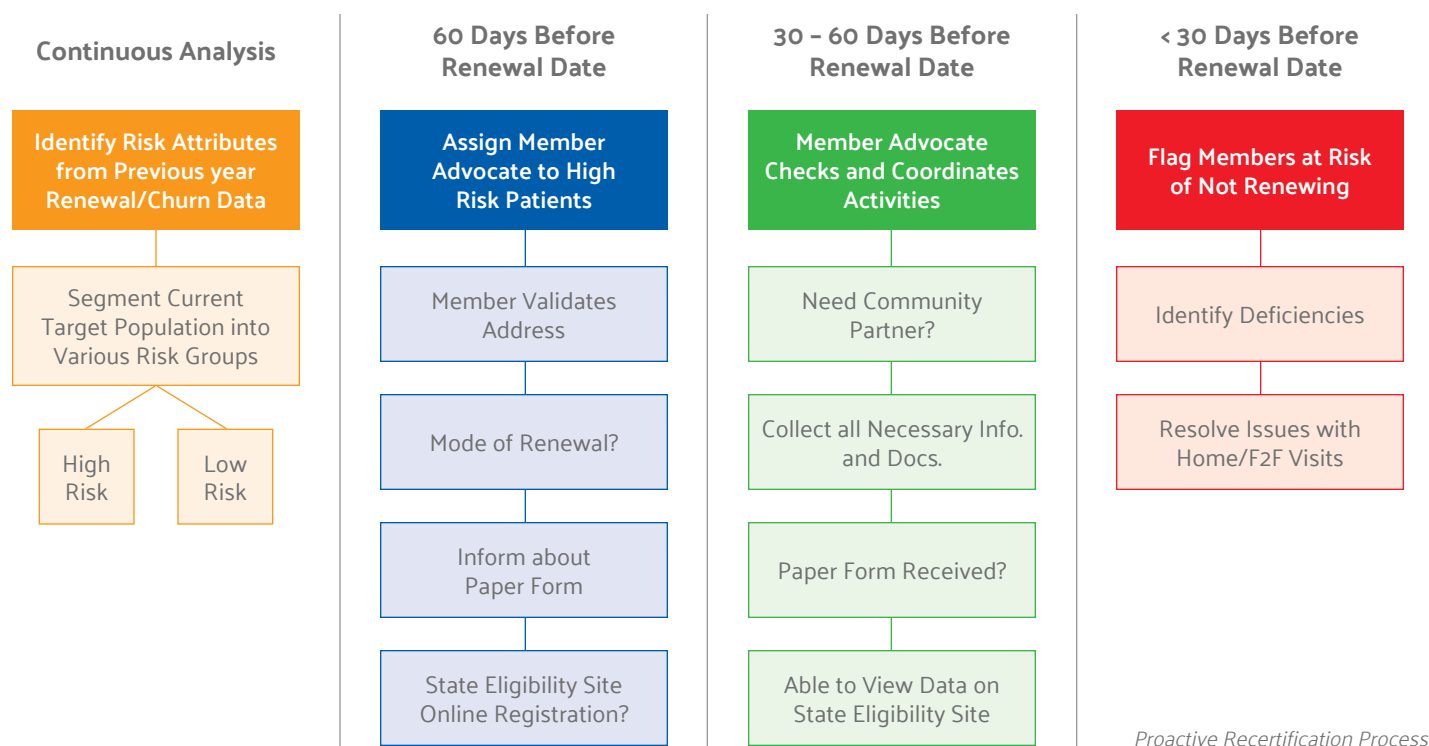 Continuous Analysis
Identify Risk Attributes
from Previous year
Renewal/Churn Data
Segment Current
Target Population into
Various Risk Groups
High
Risk
Low
Risk
60 Days Before
Renewal Date
Assign Member
Advocate to High
Risk Patients
Member Validates
Address
Mode of Renewal?
Inform about
Paper Form
State Eligibility Site
Online Registration?
30 – 60 Days Before
Renewal Date
Member Advocate
Checks and Coordinates
Activities
Need Community
Partner?
Collect all Necessary Info.
and Docs.
Paper Form Received?
Able to View Data on
State Eligibility Site
< 30 Days Before
Renewal Date
Flag Members at Risk
of Not Renewing
Identify Deficiencies
Resolve Issues with
Home/F2F Visits
Proactive Recertification Process